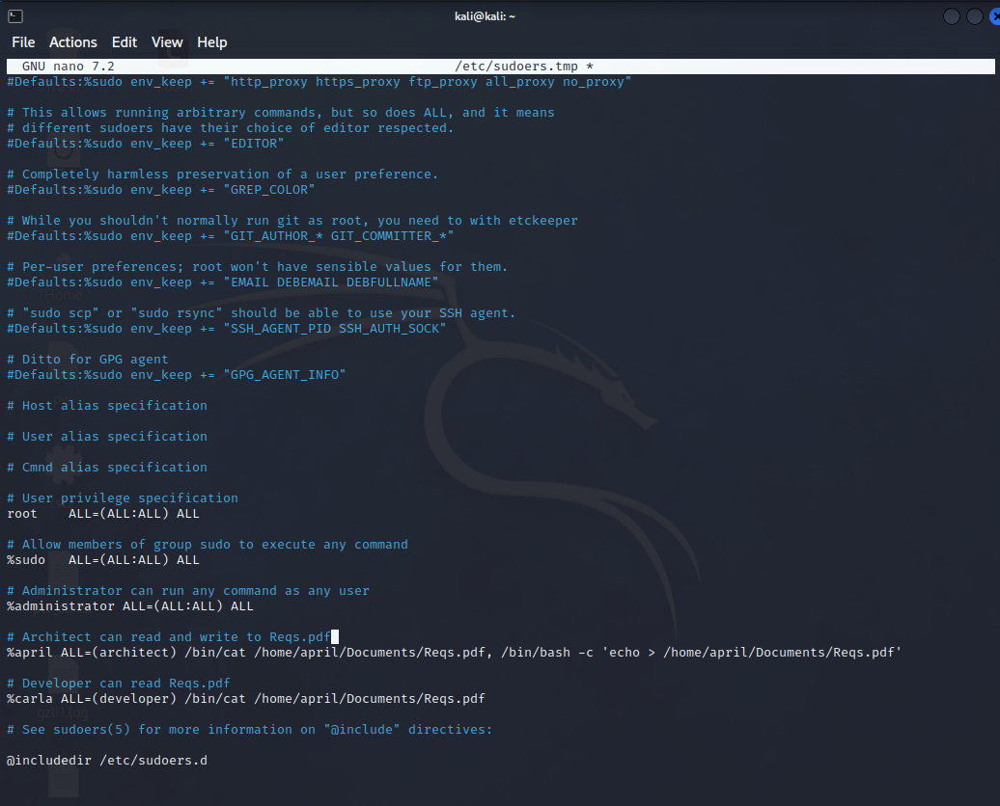 kali@kali: ~
File Actions Edit View Help
GNU nano 7.2 /etc/sudoers.tmp *
#Defaults:%sudo env_keep += "http_proxy https_proxy ftp_proxy all_proxy no_proxy"
# This allows running arbitrary commands, but so does ALL, and it means
# different sudoers have their choice of editor respected.
#Defaults:%sudo env_keep += "EDITOR"
# Completely harmless preservation of a user preference.
#Defaults:%sudo env_keep += "GREP_COLOR"
# While you shouldn't normally run git as root, you need to with etckeeper
#Defaults:%sudo env_keep += "GIT_AUTHOR_* GIT_COMMITTER_*"
# Per-user preferences; root won't have sensible values for them.
#Defaults:%sudo env_keep += "EMAIL DEBEMAIL DEBFULLNAME"
# "sudo scp" or "sudo rsync" should be able to use your SSH agent.
#Defaults:%sudo env_keep += "SSH_AGENT_PID SSH_AUTH_SOCK"
# Ditto for GPG agent
#Defaults:%sudo env_keep += "GPG_AGENT_INFO"
# Host alias specification
# User alias specification
# Cmnd alias specification
# User privilege specification
root ALL=(ALL:ALL) ALL
# Allow members of group sudo to execute any command
%sudo ALL=(ALL:ALL) ALL
# Administrator can run any command as any user
%administrator ALL=(ALL:ALL) ALL
# Architect can read and write to Reqs.pdf
%april ALL=(architect) /bin/cat /home/april/Documents/Reqs.pdf, /bin/bash -c 'echo > /home/april/Documents/Reqs.pdf'
# Developer can read Reqs.pdf
%carla ALL=(developer) /bin/cat /home/april/Documents/Reqs.pdf
# See sudoers(5) for more information on "@include" directives:
@includedir /etc/sudoers.d